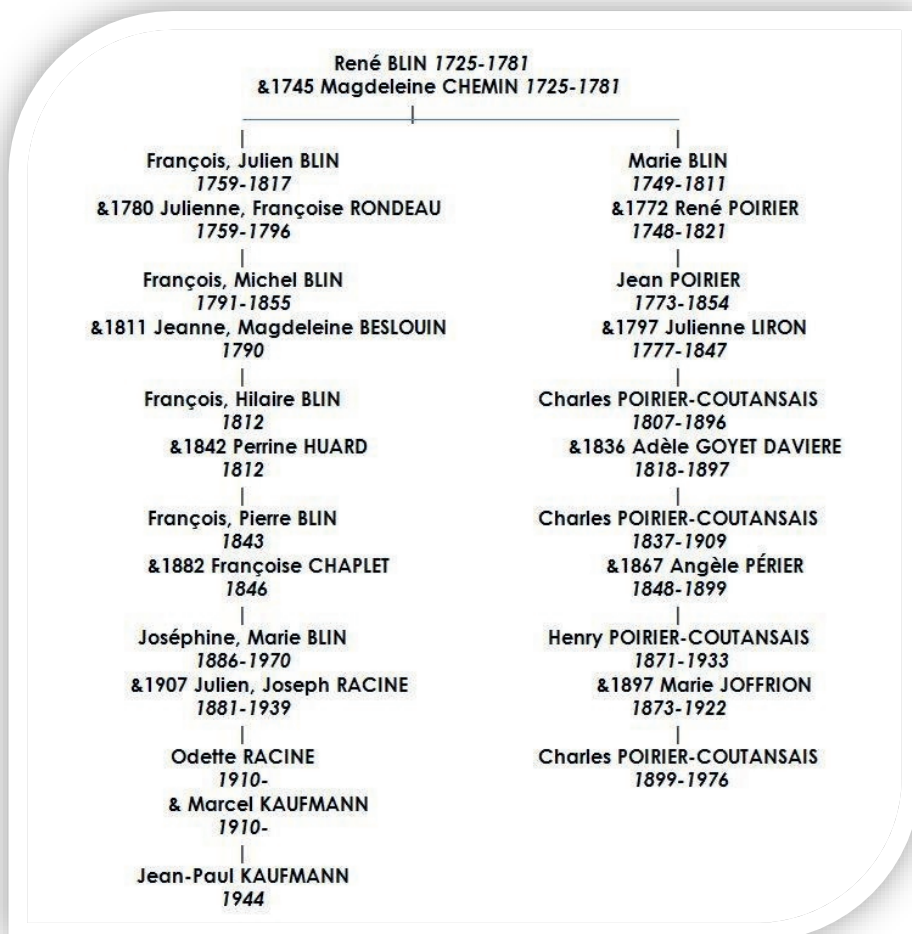 René BLIN 1725-1781
&1745 Magdeleine CHEMIN 1725-1781
François, Julien BLIN
1759-1817
&1780 Julienne, Françoise RONDEAU
1759-1796
François, Michel BLIN
1791-1855
&1811 Jeanne, Magdeleine BESLOUIN
1790
François, Hilaire BLIN
1812
&1842 Perrine HUARD
1812
François, Pierre BLIN
1843
&1882 Françoise CHAPLET
1846
Joséphine, Marie BLIN
1886-1970
&1907 Julien, Joseph RACINE
1881-1939
Odette RACINE
1910-
& Marcel KAUFMANN
1910-
Jean-Paul KAUFMANN
1944
Marie BLIN
1749-1811
&1772 René POIRIER
1748-1821
Jean POIRIER
1773-1854
&1797 Julienne LIRON
1777-1847
Charles POIRIER-COUTANSAIS
1807-1896
&1836 Adèle GOYET DAVIERE
1818-1897
Charles POIRIER-COUTANSAIS
1837-1909
&1867 Angèle PÉRIER
1848-1899
Henry POIRIER-COUTANSAIS
1871-1933
&1897 Marie JOFFRION
1873-1922
Charles POIRIER-COUTANSAIS
1899-1976